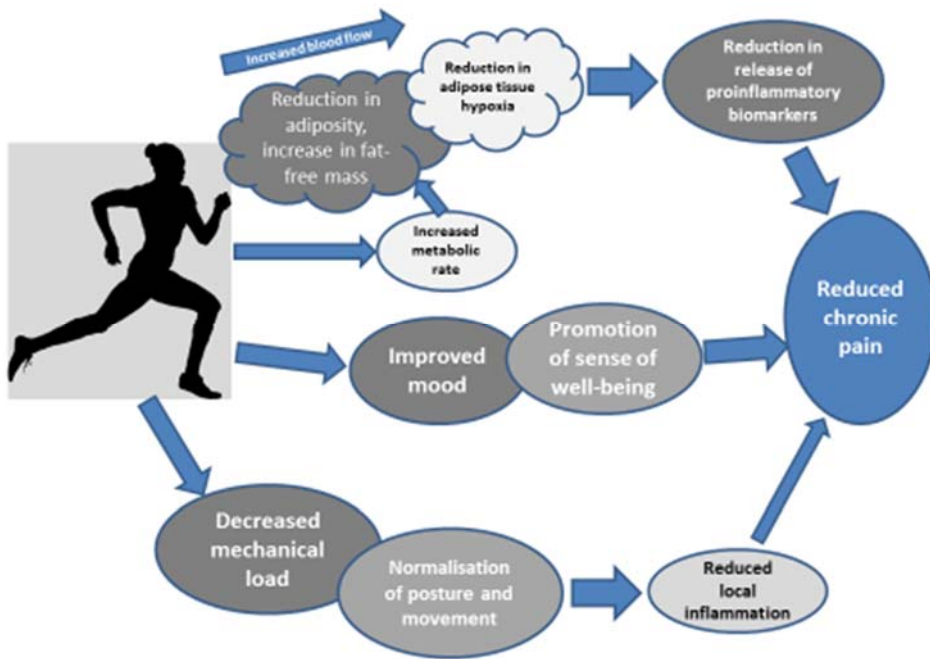 Increased blood flow
Reduction in
adiposity,
increase in fat-
free mass
Reduction in
adipose tissue
hypoxia
Reduction in
release of
proinflammatory
biomarkers
Increased
metabolic
rate
Improved
mood
Promotion
of sense of
well-being
Reduced
chronic
pain
Decreased
mechanical
load
Normalisation
of posture and
movement
Reduced
local
inflammation